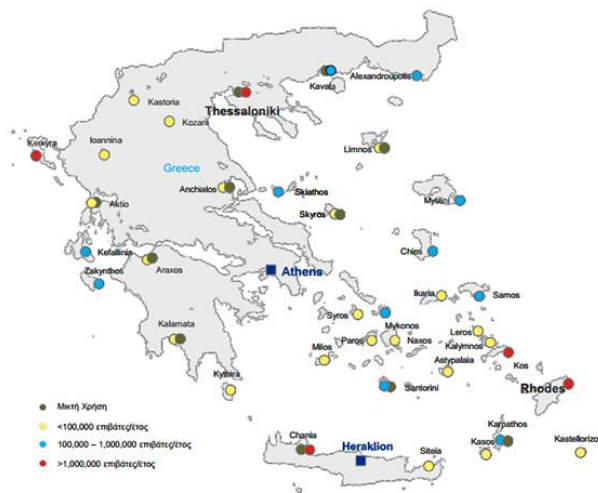 Kavala
Alexandroupolis
Kastoria
Thessaloniki
Kozani
Kerkyra
Ioannina
Limnos
Greece
Anchialos
Skiathos
Mytilini
Aktio
Skyros
Kefallinia
Chios
Zakynthos
Araxos
Athens
Ikaria
Samos
Syros
Kalamata
Mykonos
Leros
Paros
Naxos
Kalymnos
Milos
Astypalaia
Kos
Kythira
Santorini
Rhodes
Μικτή Χρήση
<100,000 επιβάτες/έτος
Chania
Heraklion
Karpathos
100,000 – 1,000,000 επιβάτες/έτος
Siteia
Kasos
Kastellorizo
>1,000,000 επιβάτες/έτος